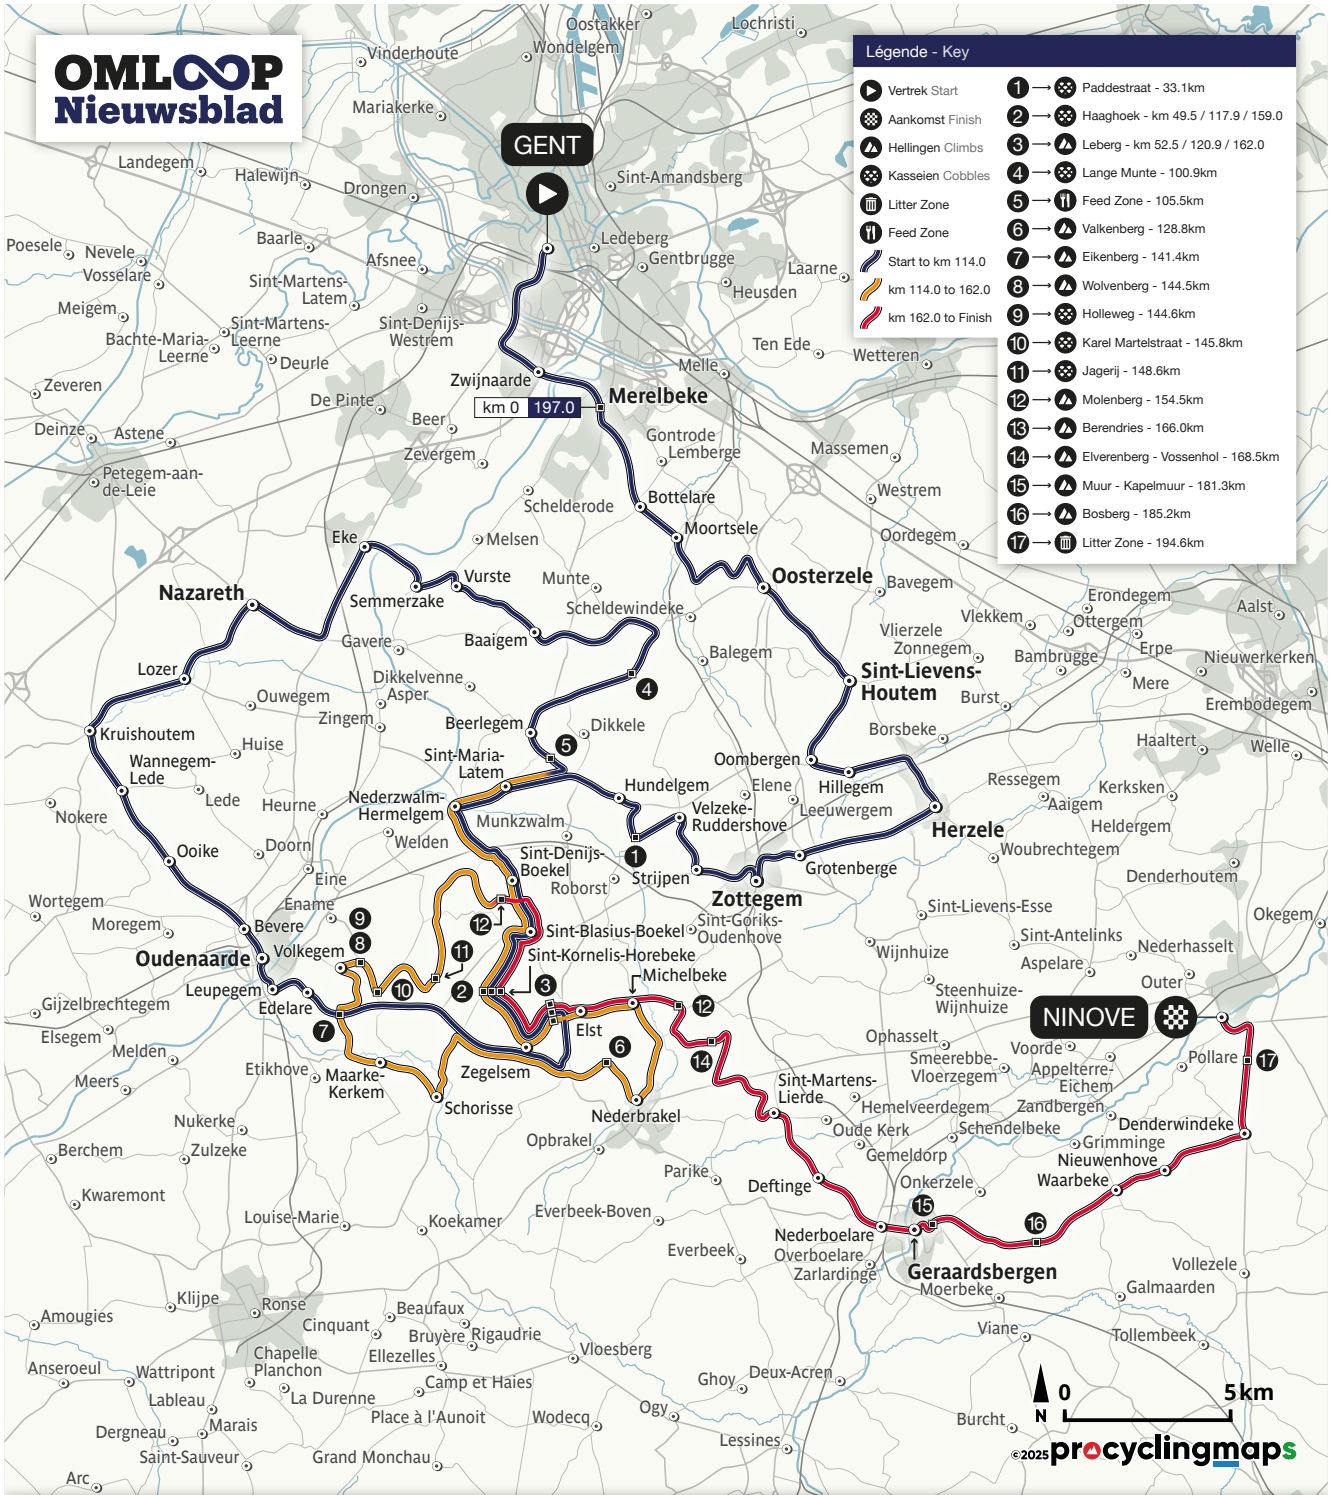 OMLOOP
Nieuwsblad
Légende - Key
Vertrek Start
Aankomst Finish
Hellingen Climbs
Kasseien Cobbles
Litter Zone
Feed Zone
Start to km 114.0
km 114.0 to 162.0
km 162.0 to Finish
1 → Paddestraat - 33.1km
2 → Haaghoek - km 49.5 / 117.9 / 159.0
3 → Leberg - km 52.5 / 120.9 / 162.0
4 → Lange Munte - 100.9km
5 → Feed Zone - 105.5km
6 → Valkenberg - 128.8km
7 → Eikenberg - 141.4km
8 → Wolvenberg - 144.5km
9 → Holleweg - 144.6km
10 → Karel Martelstraat - 145.8km
11 → Jagerij - 148.6km
12 → Molenberg - 154.5km
13 → Berendries - 166.0km
14 → Elverenberg - Vossenhol - 168.5km
15 → Muur - Kapelmuur - 181.3km
16 → Bosberg - 185.2km
17 → Litter Zone - 194.6km
Oostakker
Lochristi
Vinderhoute
Wondelgem
Mariakerke
GENT
Landegem
Halewijn
Drongen
Sint-Amandsberg
Poesele
Nevele
Baarle
Afsnee
Ledeberg
Gentbrugge
Laarne
Vosselare
Sint-Martens-
Latem
Heusden
Meigem
Sint-Martens-
Leerne
Sint-Denijs-
Westrem
Bachte-Maria-
Leerne
Deurle
Ten Ede
Wetteren
Melle
Zwijnaarde
Zeveren
De Pinte
Merelbeke
km 0 197.0
Beer
Deinze
Astene
Gontrode
Lemberge
Massemen
Zevergem
Petegem-aan-
de-Leie
Schelderode
Bottelare
Westrem
Moortsele
Oordegem
Eke
Melsen
Vurste
Munte
Oosterzele
Bavegem
Nazareth
Semmerzake
Scheldewindeke
Erondegem
Aalst
Vlekkem
Ottergem
Gavere
Baaigem
Vlierzele
Zonnegem
Balegem
Bambrugge
Erpe
Nieuwerkerken
Lozer
Dikkelvenne
Asper
4
Sint-Lievens-
Houtem
Mere
Ouwegem
Burst
Erembodegem
Zingem
Beerlegem
Dikkele
Borsbeke
Kruishoutem
Huise
5
Haaltert
Welle
Wannegem-
Lede
Sint-Maria-
Latem
Oombergen
Hillegem
Ressegem
Kerksken
Lede
Heurne
Nederzwalm-
Hermelgem
Hundelgem
Elene
Aaigem
Nokere
Velzeke-
Ruddershove
Leeuwergem
Heldergem
Munkzwalm
Herzele
Welden
Doorn
1
Woubrechtegem
Ooike
Sint-Denijs-
Boekel
Eine
Roborst
Strijpen
Grotenberge
Denderhoutem
Wortegem
Ename
Zottegem
Sint-Lievens-Esse
Okegem
Moregem
Bevere
9
8
12
Sint-Goriks-
Oudenhove
Sint-Blasius-Boekel
Sint-Antelinks
Nederhasselt
Oudenaarde
Volkegem
11
Sint-Kornelis-Horebeke
Wijnhuize
Aspelare
Michelbeke
Outer
Leupegem
10
2
3
Steenhuize-
Wijnhuize
Gijzelbrechtegem
Edelare
12
NINOVE
7
Elst
Elsegem
Ophasselt
Voorde
6
14
Smeerebbe-
Vloerzegem
Pollare
17
Melden
Etikhove
Zegelsem
Appelterre-
Eichem
Meers
Maarke-
Kerkem
Sint-Martens-
Lierde
Schorisse
Nederbrakel
Hemelveerdegem
Zandbergen
Nukerke
Oude Kerk
Schendelbeke
Denderwindeke
Opbrakel
Gemeldorp
Grimminge
Berchem
Zulzeke
Nieuwenhove
Parike
Onkerzele
Waarbeke
Kwaremont
Deftinge
15
Louise-Marie
Koekamer
Everbeek-Boven
16
Nederboelare
Everbeek
Overboelare
Zarlardinge
Geraardsbergen
Vollezele
Moerbeke
Galmaarden
Klijpe
Ronse
Beaufaux
Amougies
Cinquant
Bruyère
Rigaudrie
Viane
Tollembeek
Chapelle
Planchon
Ellezelles
Vloesberg
Anseroeul
Wattripont
Camp et Haies
Ghoy
Deux-Acren
Lableau
La Durenne
0 5 km
N
Place à l'Aunoit
Wodecq
Ogy
Burcht
Dergneau
Marais
Lessines
Saint-Sauveur
Grand Monchau
Arc
©2025 procyclingmaps